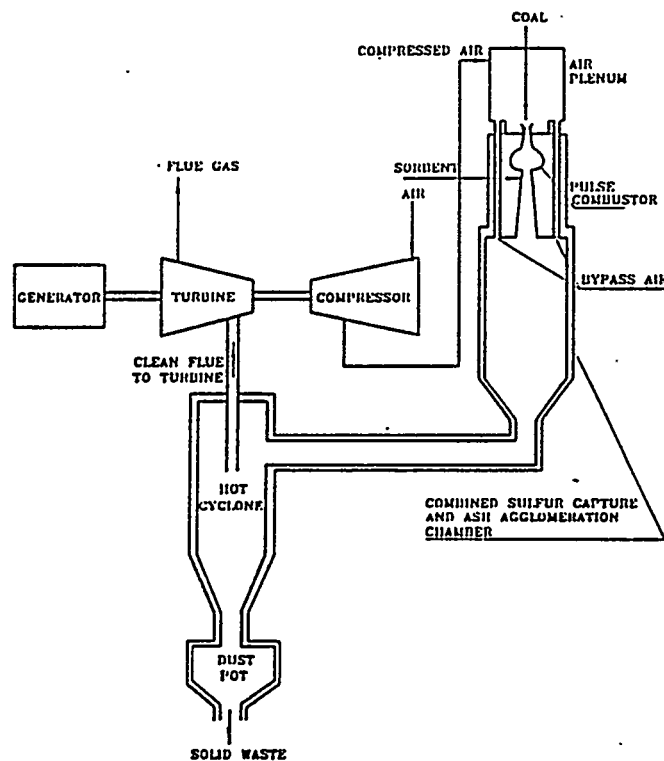 COAL
COMPRESSED AIR
AIR
PLENUM
FLUE GAS
SORBENT
AIR
PULSE
COMBUSTOR
GENERATOR
TURBINE
COMPRESSOR
BYPASS AIR
CLEAN FLUE
TO TURBINE
HOT
CYCLONE
COMBINED SULFUR CAPTURE
AND ASH AGGLOMERATION
CHAMBER
DUST
POT
SOLID WASTE